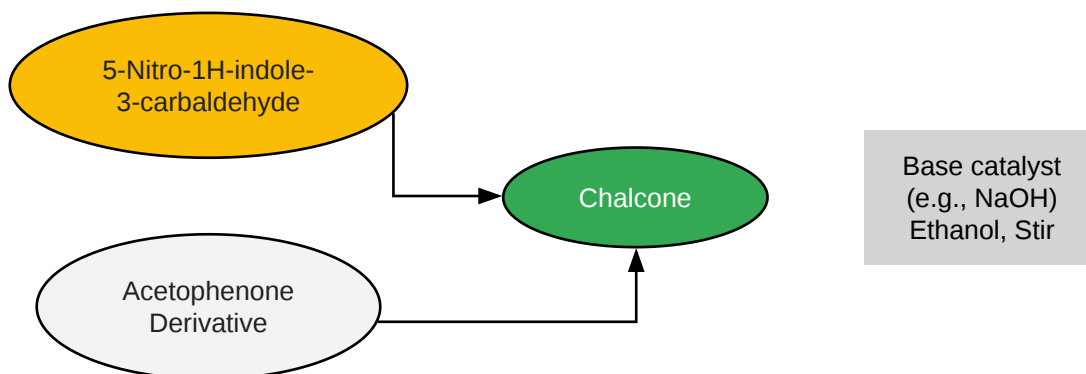 5-Nitro-1H-indole-
3-carbaldehyde
Chalcone
Base catalyst
(e.g., NaOH)
Ethanol, Stir
Acetophenone
Derivative